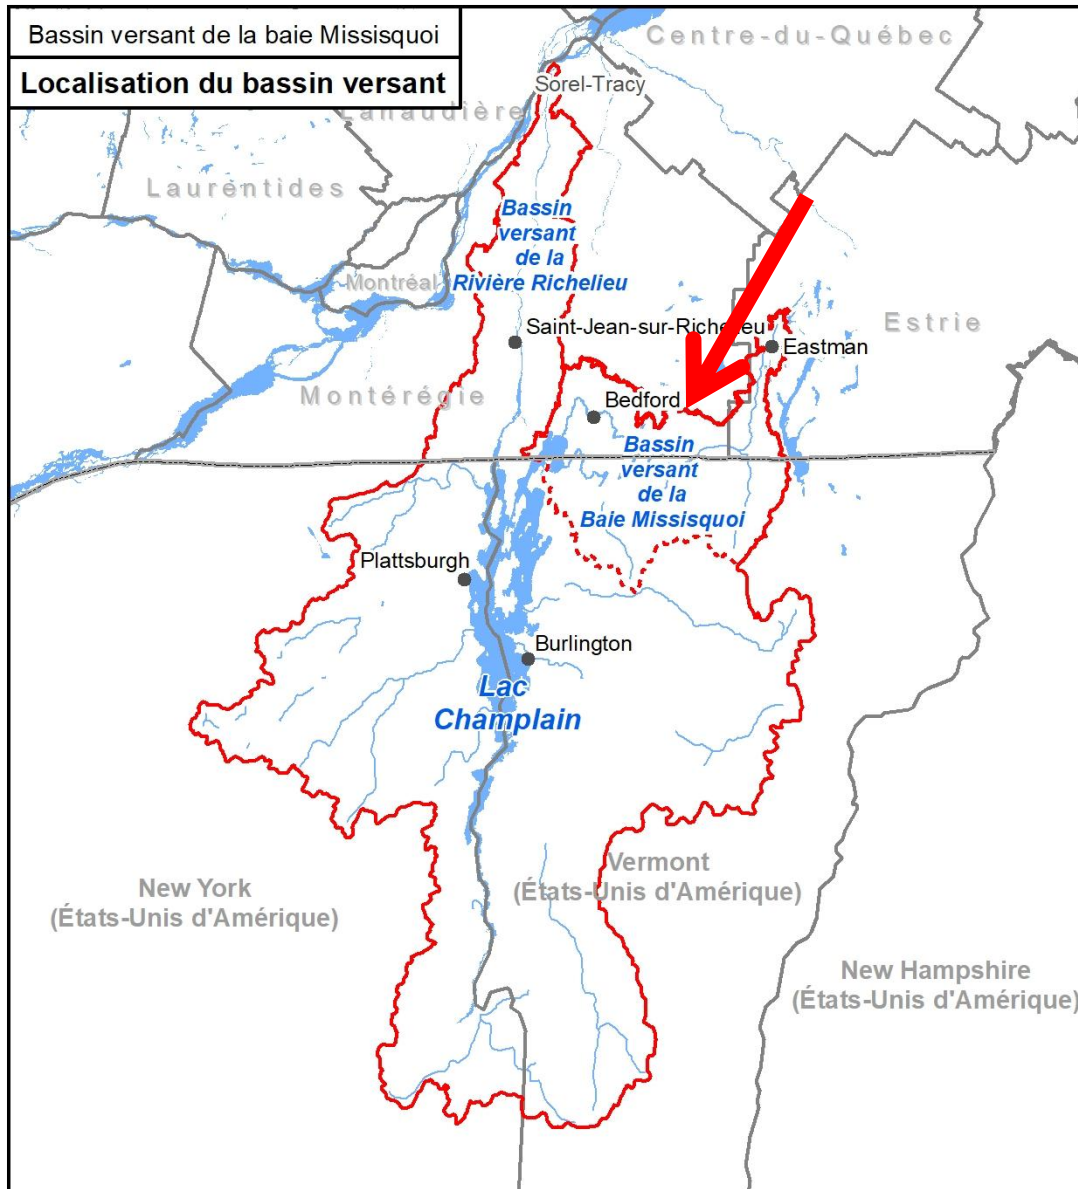 Bassin versant de la baie Missisquoi
Localisation du bassin versant
Centre-du-Québec
Sorel-Tracy
Lanaudière
Laurentides
Bassin
versant
de la
Rivière Richelieu
Montréal
Saint-Jean-sur-Richelieu
Estrie
Eastman
Montérégie
Bedford
Bassin
versant
de la
Baie Missisquoi
Plattsburgh
Burlington
Lac
Champlain
Vermont
(États-Unis d'Amérique)
New York
(États-Unis d'Amérique)
New Hampshire
(États-Unis d'Amérique)